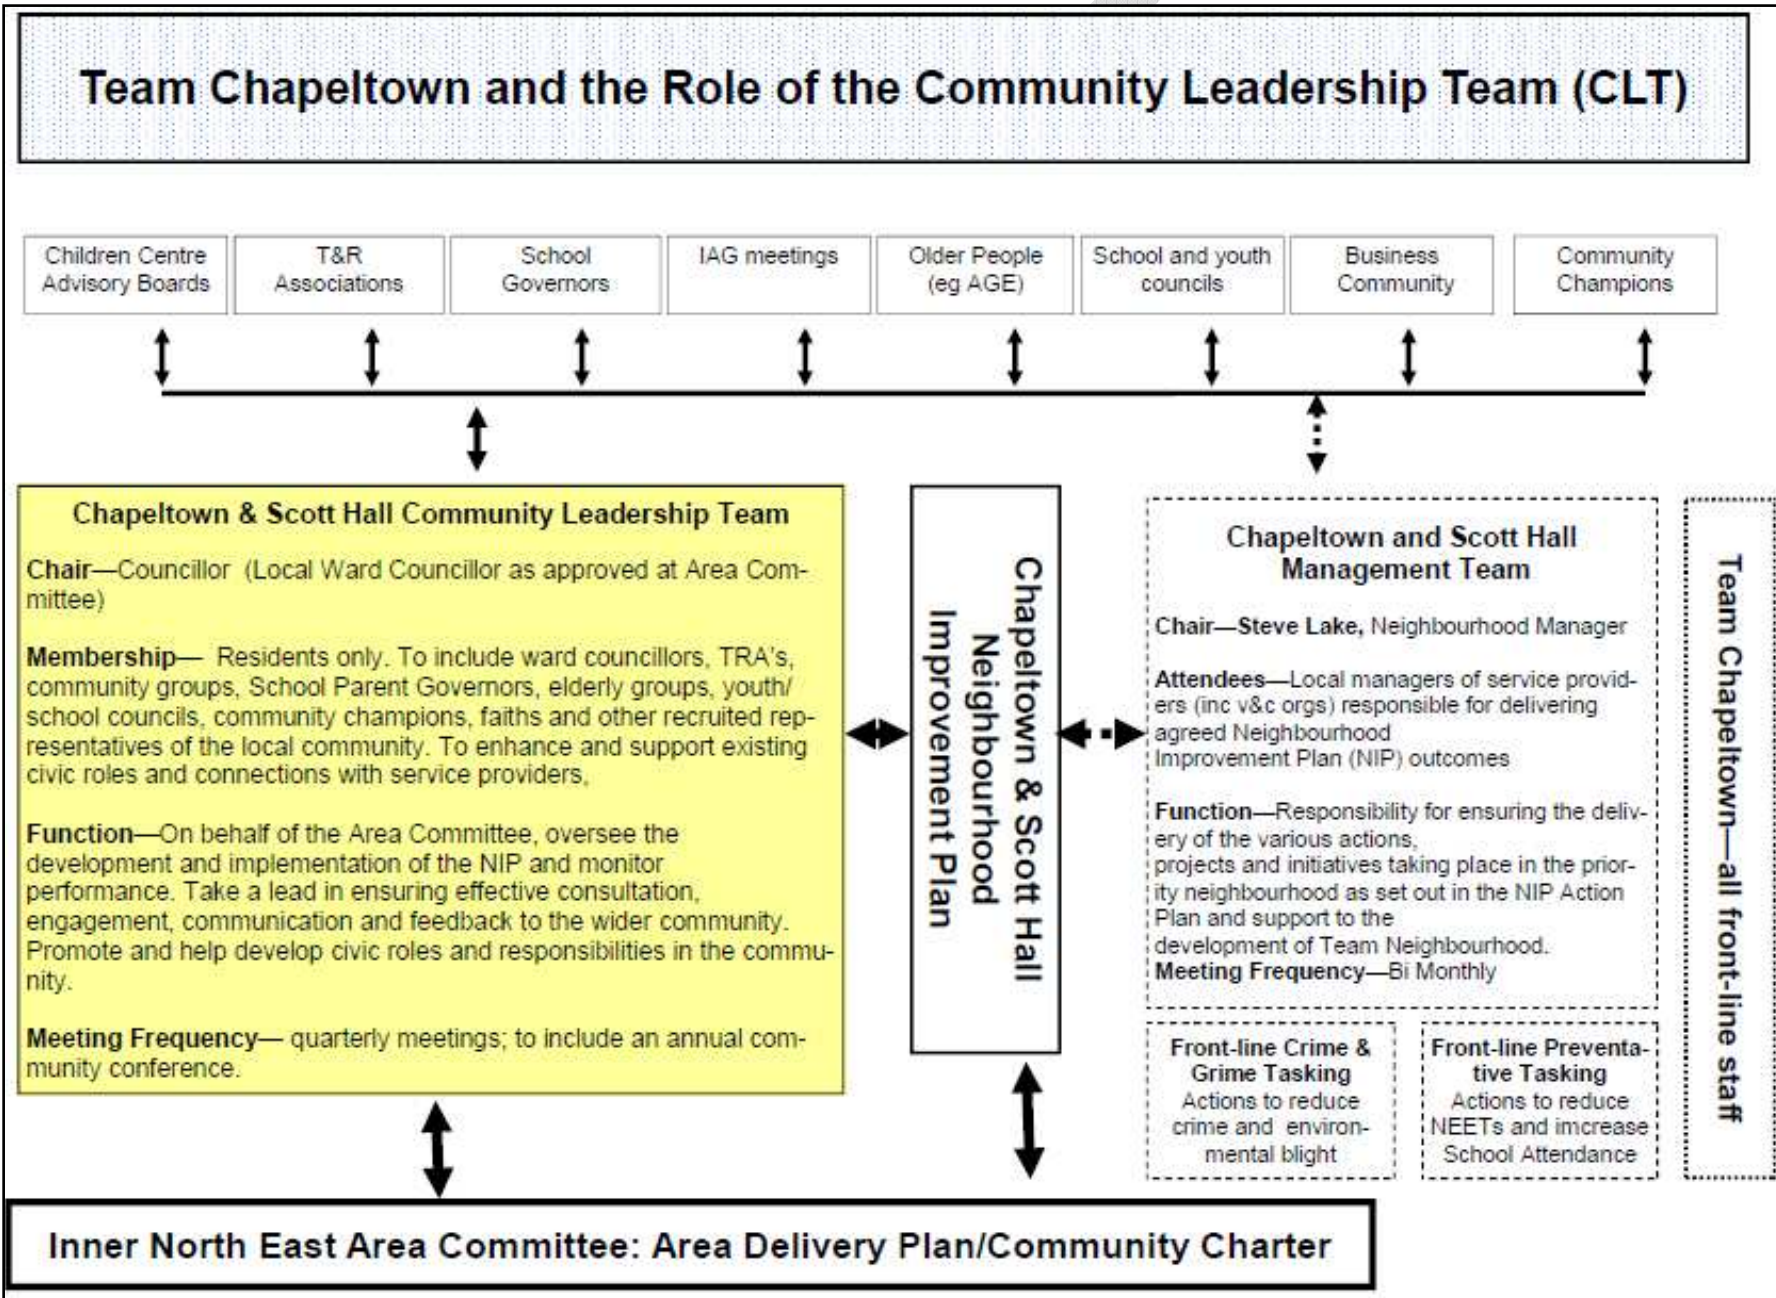 Team Chapeltown and the Role of the Community Leadership Team (CLT)
Children Centre
Advisory Boards
T&R
Associations
School
Governors
IAG meetings
Older People
(eg AGE)
School and youth
councils
Business
Community
Community
Champions
Chapeltown & Scott Hall Community Leadership Team
Chair—Councillor (Local Ward Councillor as approved at Area Com-
mittee)
Membership— Residents only. To include ward councillors, TRA's,
community groups, School Parent Governors, elderly groups, youth/
school councils, community champions, faiths and other recruited rep-
resentatives of the local community. To enhance and support existing
civic roles and connections with service providers,
Function—On behalf of the Area Committee, oversee the
development and implementation of the NIP and monitor
performance. Take a lead in ensuring effective consultation,
engagement, communication and feedback to the wider community.
Promote and help develop civic roles and responsibilities in the commu-
nity.
Meeting Frequency— quarterly meetings; to include an annual com-
munity conference.
Chapeltown & Scott Hall
Neighbourhood
Improvement Plan
Chapeltown and Scott Hall
Management Team
Chair—Steve Lake, Neighbourhood Manager
Attendees—Local managers of service provid-
ers (inc v&c orgs) responsible for delivering
agreed Neighbourhood
Improvement Plan (NIP) outcomes
Function—Responsibility for ensuring the deliv-
ery of the various actions,
projects and initiatives taking place in the prior-
ity neighbourhood as set out in the NIP Action
Plan and support to the
development of Team Neighbourhood.
Meeting Frequency—Bi Monthly
Front-line Crime &
Grime Tasking
Actions to reduce
crime and environ-
mental blight
Front-line Preventa-
tive Tasking
Actions to reduce
NEETs and imcrease
School Attendance
Team Chapeltown—all front-line staff
Inner North East Area Committee: Area Delivery Plan/Community Charter